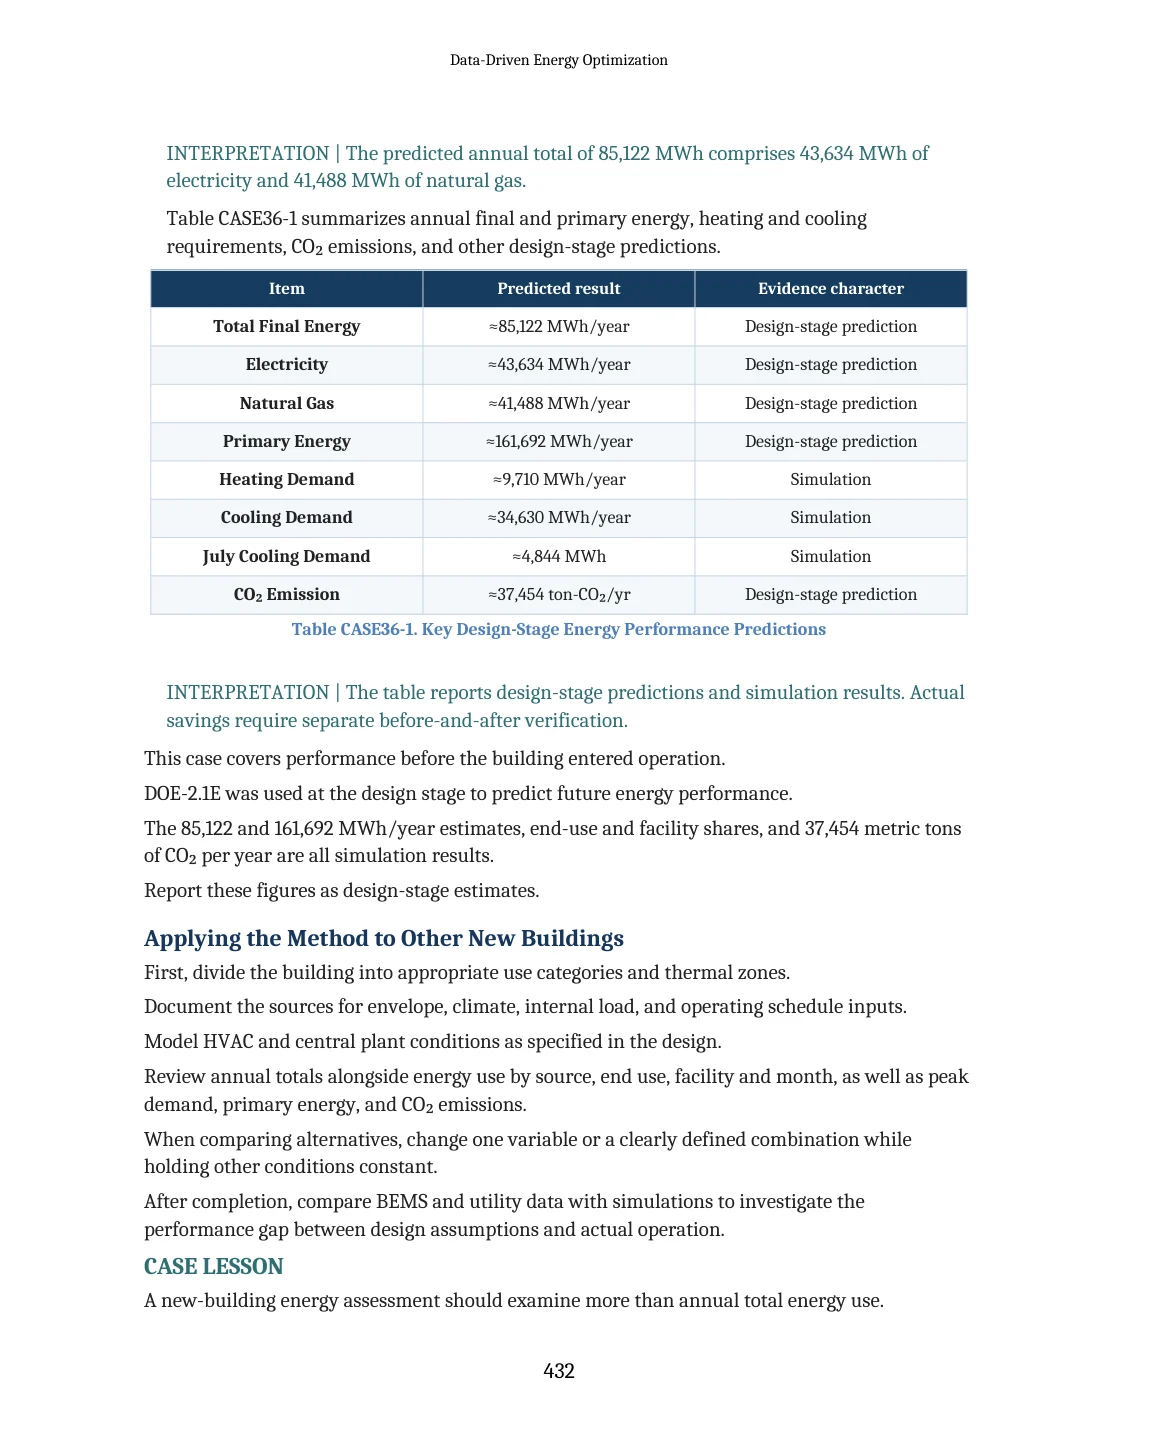 Data-Driven Energy Optimization
INTERPRETATION | The predicted annual total of 85,122 MWh comprises 43,634 MWh of
electricity and 41,488 MWh of natural gas.
Table CASE36-1 summarizes annual final and primary energy, heating and cooling
requirements, CO₂ emissions, and other design-stage predictions.
Item Predicted result Evidence character
Total Final Energy ≈85,122 MWh/year Design-stage prediction
Electricity ≈43,634 MWh/year Design-stage prediction
Natural Gas ≈41,488 MWh/year Design-stage prediction
Primary Energy ≈161,692 MWh/year Design-stage prediction
Heating Demand ≈9,710 MWh/year Simulation
Cooling Demand ≈34,630 MWh/year Simulation
July Cooling Demand ≈4,844 MWh Simulation
CO₂ Emission ≈37,454 ton-CO₂/yr Design-stage prediction
Table CASE36-1. Key Design-Stage Energy Performance Predictions
INTERPRETATION | The table reports design-stage predictions and simulation results. Actual
savings require separate before-and-after verification.
This case covers performance before the building entered operation.
DOE-2.1E was used at the design stage to predict future energy performance.
The 85,122 and 161,692 MWh/year estimates, end-use and facility shares, and 37,454 metric tons
of CO₂ per year are all simulation results.
Report these figures as design-stage estimates.
Applying the Method to Other New Buildings
First, divide the building into appropriate use categories and thermal zones.
Document the sources for envelope, climate, internal load, and operating schedule inputs.
Model HVAC and central plant conditions as specified in the design.
Review annual totals alongside energy use by source, end use, facility and month, as well as peak
demand, primary energy, and CO₂ emissions.
When comparing alternatives, change one variable or a clearly defined combination while
holding other conditions constant.
After completion, compare BEMS and utility data with simulations to investigate the
performance gap between design assumptions and actual operation.
CASE LESSON
A new-building energy assessment should examine more than annual total energy use.
432